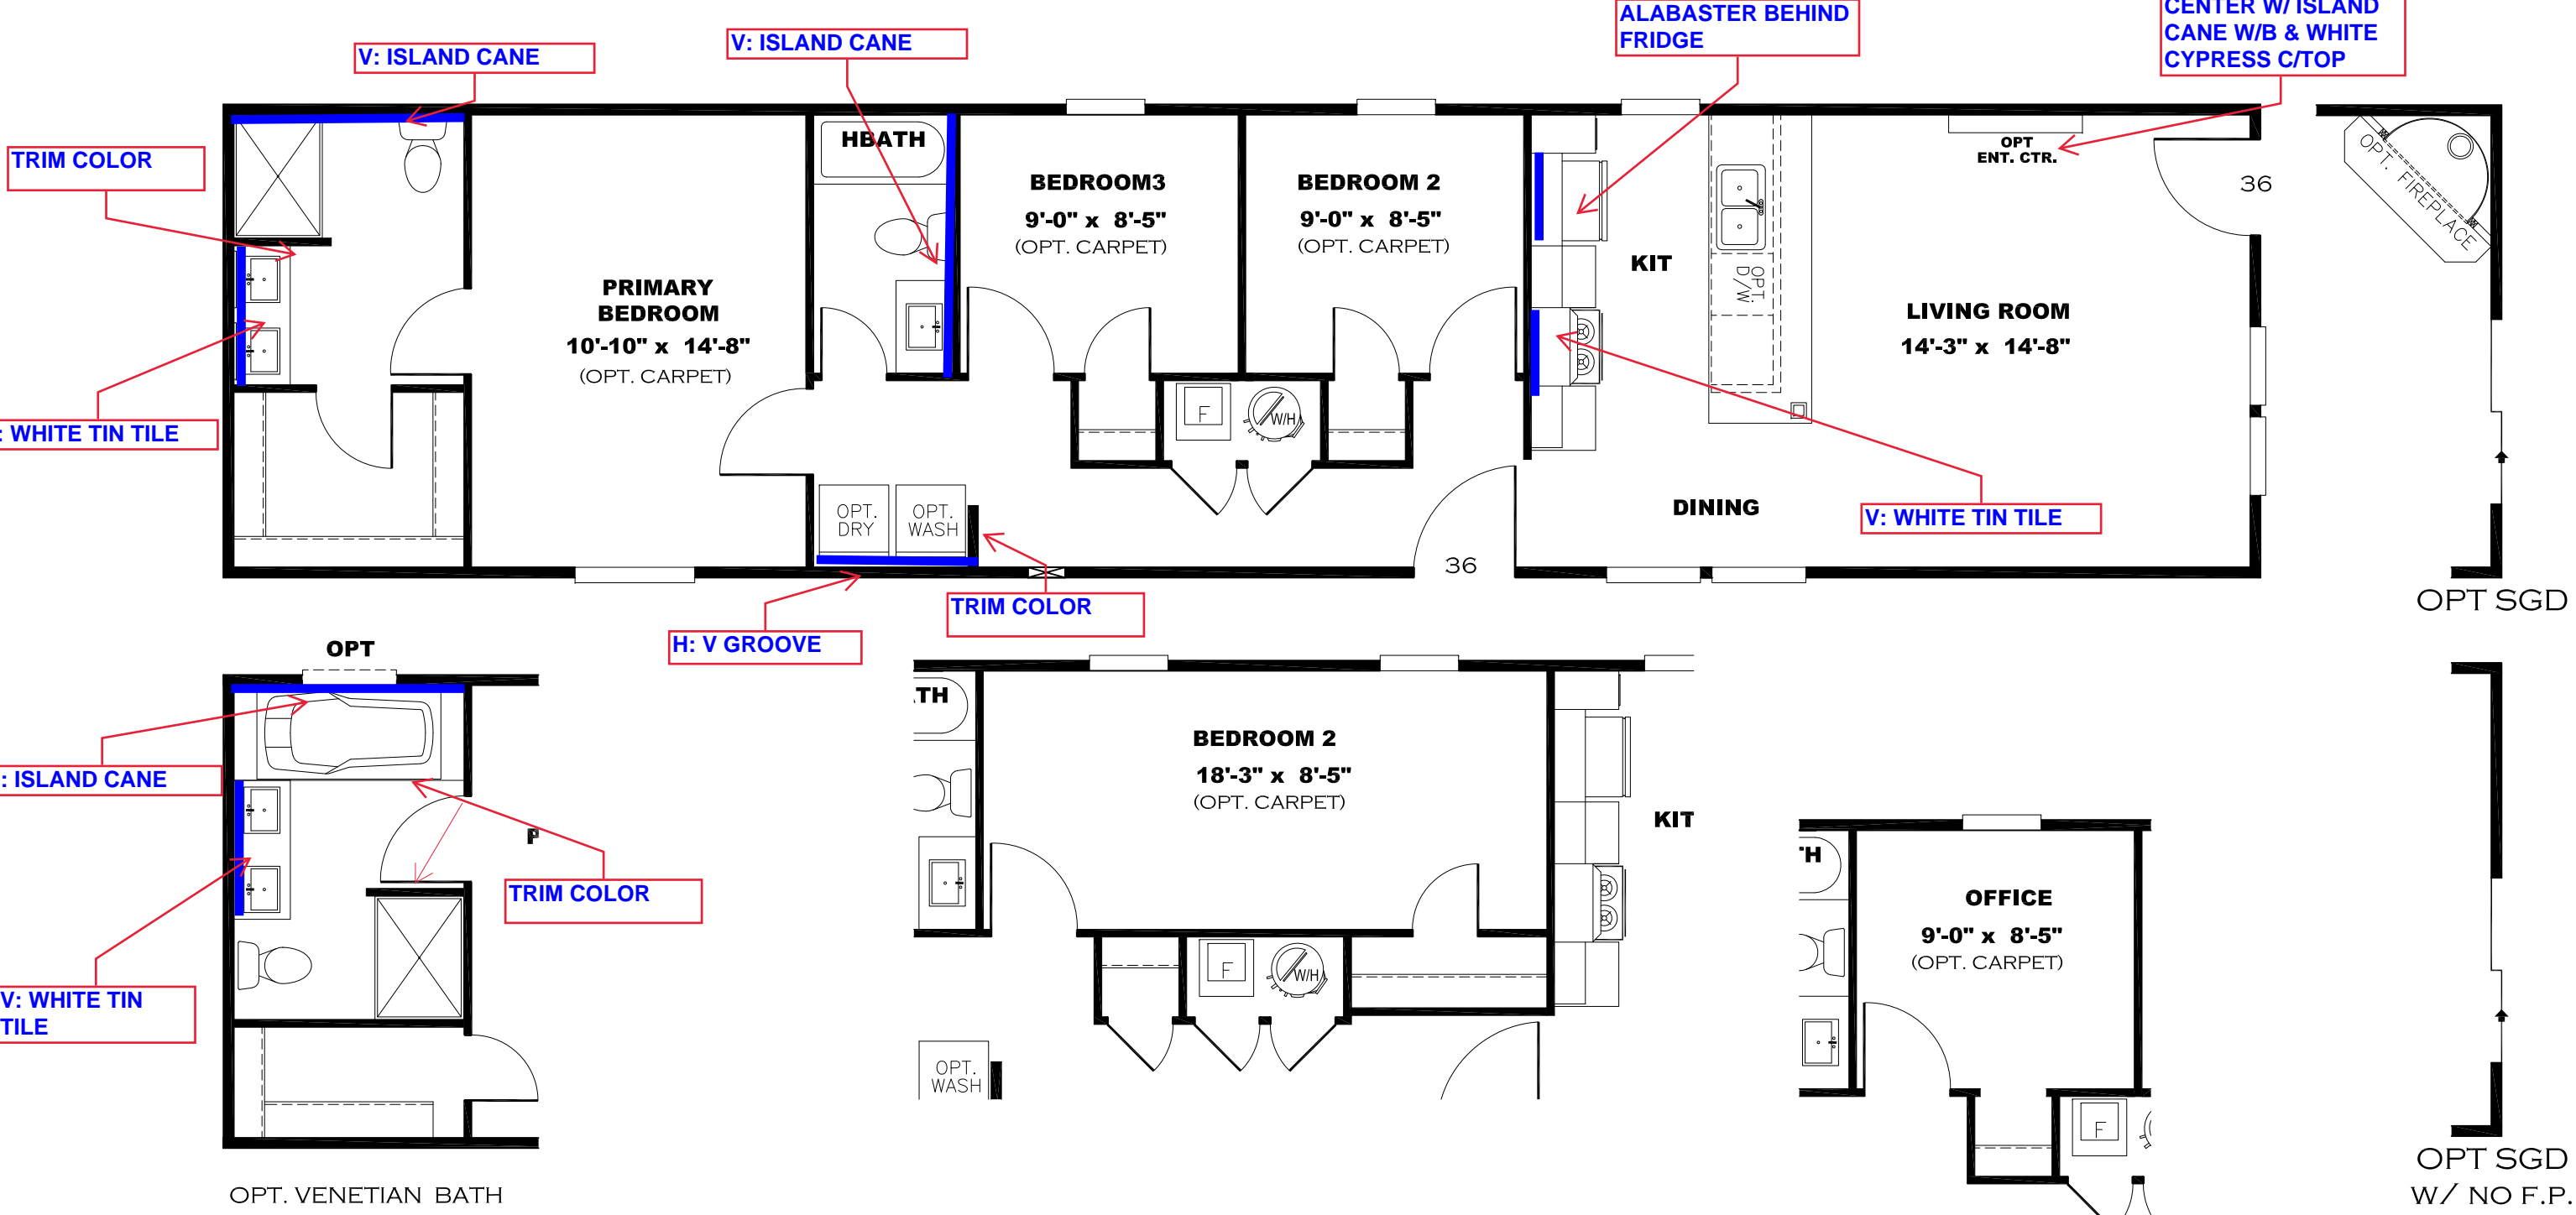 V: ISLAND CANE
V: ISLAND CANE
ALABASTER BEHIND
FRIDGE
CENTER W/ ISLAND
CANE W/B & WHITE
CYPRESS C/TOP
TRIM COLOR
HBATH
BEDROOM3
9'-0" x 8'-5"
(OPT. CARPET)
BEDROOM 2
9'-0" x 8'-5"
(OPT. CARPET)
OPT
ENT. CTR.
36
OPT. FIREPLACE
KIT
OPT.
D/W.
PRIMARY
BEDROOM
10'-10" x 14'-8"
(OPT. CARPET)
LIVING ROOM
14'-3" x 14'-8"
F
W/H
: WHITE TIN TILE
OPT.
DRY
OPT.
WASH
DINING
V: WHITE TIN TILE
36
OPT SGD
TRIM COLOR
H: V GROOVE
OPT
: ISLAND CANE
TRIM COLOR
P
V: WHITE TIN
TILE
OPT. VENETIAN BATH
TH
BEDROOM 2
18'-3" x 8'-5"
(OPT. CARPET)
KIT
F
W/H
OPT.
WASH
TH
OFFICE
9'-0" x 8'-5"
(OPT. CARPET)
F
OPT SGD
W/ NO F.P.